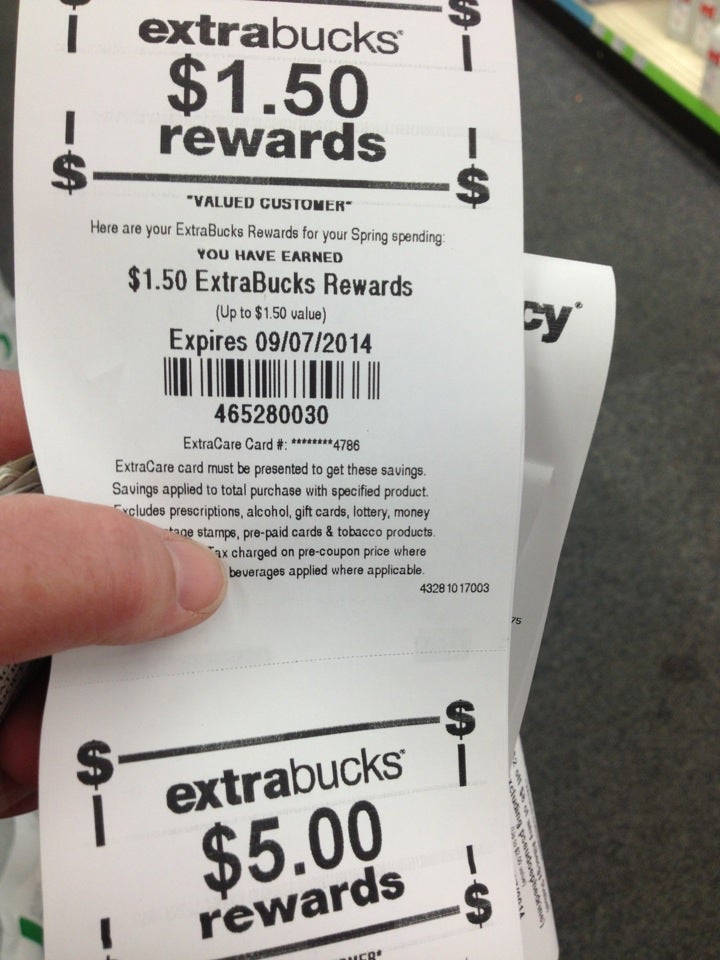 $
extrabucks®
$1.50
rewards
$ $
*VALUED CUSTOMER*
Here are your ExtraBucks Rewards for your Spring spending:
YOU HAVE EARNED
$1.50 ExtraBucks Rewards
(Up to $1.50 value)
Expires 09/07/2014
465280030
ExtraCare Card #: ********4786
ExtraCare card must be presented to get these savings.
Savings applied to total purchase with specified product.
Excludes prescriptions, alcohol, gift cards, lottery, money
stamps, pre-paid cards & tobacco products.
Tax charged on pre-coupon price where
beverages applied where applicable.
43281017003
$ $
extrabucks®
$5.00
rewards
$
cy®
75